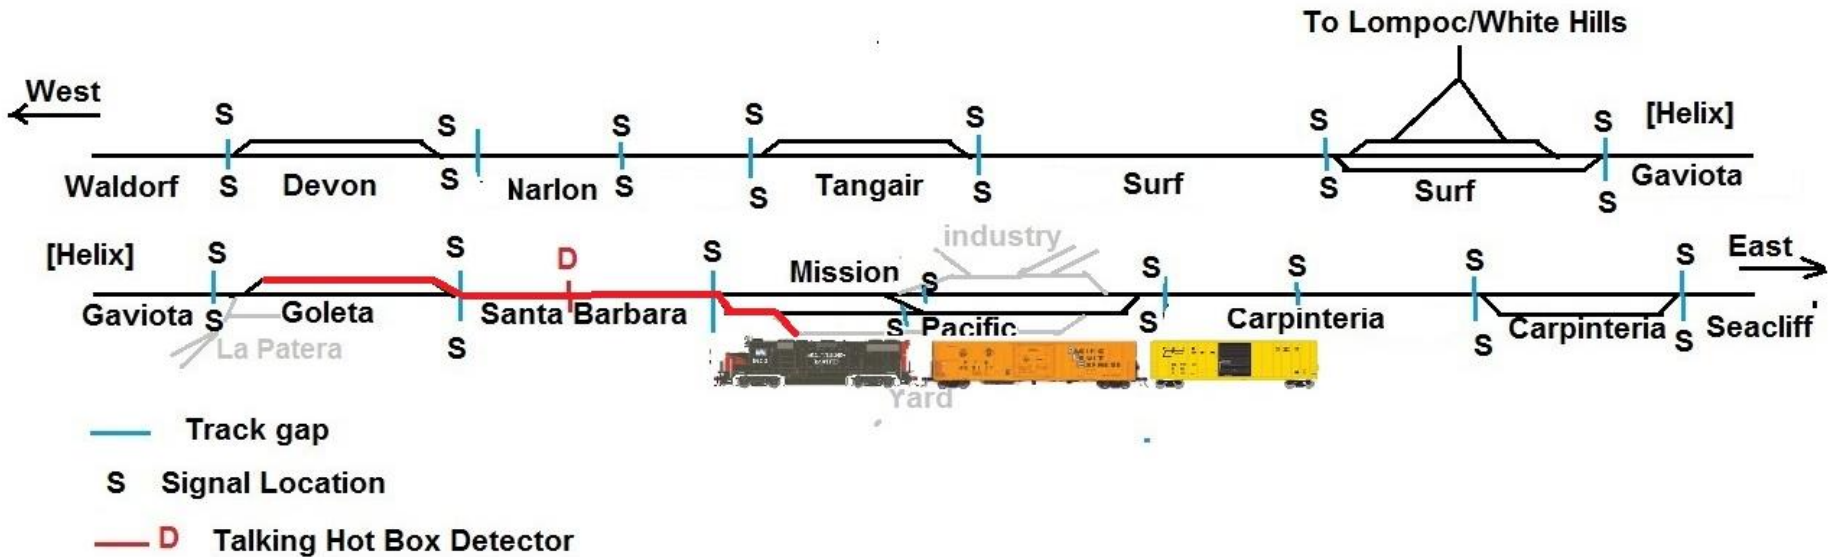 To Lompoc/White Hills
West
S S S S S S S [Helix]
S S S S S S S
Waldorf Devon Narlon Tangair Surf Surf Gaviota
industry
[Helix] S S D S Mission S S S S S East
Gaviota S Goleta S Santa Barbara S Pacific S Carpinteria S Carpinteria S Seacliff
La Patera
Yard
Track gap
S Signal Location
D Talking Hot Box Detector